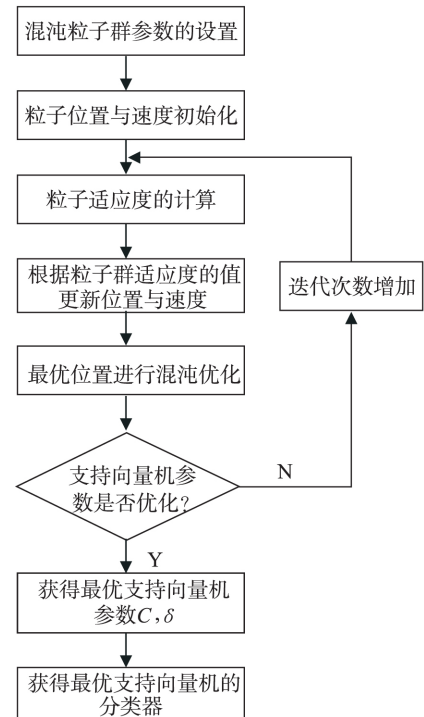 混沌粒子群参数的设置
粒子位置与速度初始化
粒子适应度的计算
根据粒子群适应度的值
更新位置与速度
迭代次数增加
最优位置进行混沌优化
支持向量机参
数是否优化?
N
Y
获得最优支持向量机
参数C,δ
获得最优支持向量机的
分类器